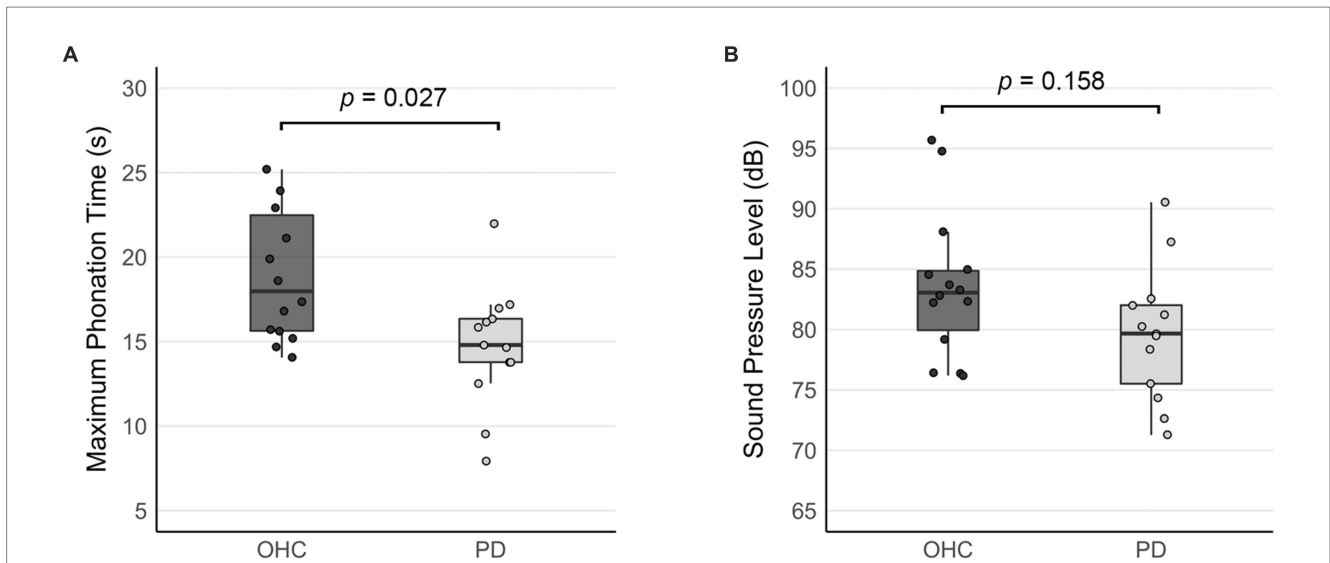 A
Maximum Phonation Time (s)
30
25
20
15
10
5
p = 0.027
OHC PD
B
Sound Pressure Level (dB)
100
95
90
85
80
75
70
65
p = 0.158
OHC PD